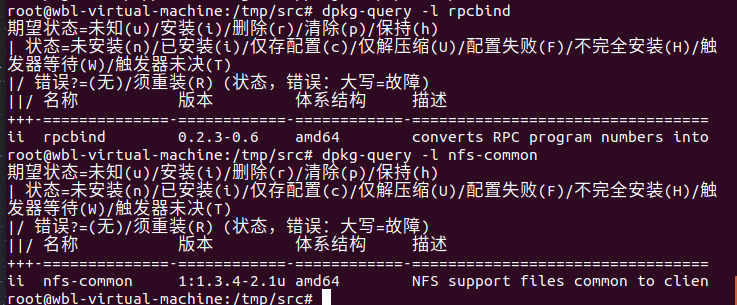 root@wbl-virtual-machine:/tmp/src# dpkg-query -l rpcbind
期望状态=未知(u)/安装(i)/删除(r)/清除(p)/保持(h)
| 状态=未安装(n)/已安装(i)/仅存配置(c)/仅解压缩(U)/配置失败(F)/不完全安装(H)/触
发器等待(W)/触发器未决(T)
|/ 错误?=(无)/须重装(R) (状态，错误：大写=故障)
||/ 名称 版本 体系结构 描述
+++-==============-============-============-=================================
ii rpcbind 0.2.3-0.6 amd64 converts RPC program numbers into
root@wbl-virtual-machine:/tmp/src# dpkg-query -l nfs-common
期望状态=未知(u)/安装(i)/删除(r)/清除(p)/保持(h)
| 状态=未安装(n)/已安装(i)/仅存配置(c)/仅解压缩(U)/配置失败(F)/不完全安装(H)/触
发器等待(W)/触发器未决(T)
|/ 错误?=(无)/须重装(R) (状态，错误：大写=故障)
||/ 名称 版本 体系结构 描述
+++-==============-============-============-=================================
ii nfs-common 1:1.3.4-2.1u amd64 NFS support files common to clien
root@wbl-virtual-machine:/tmp/src#